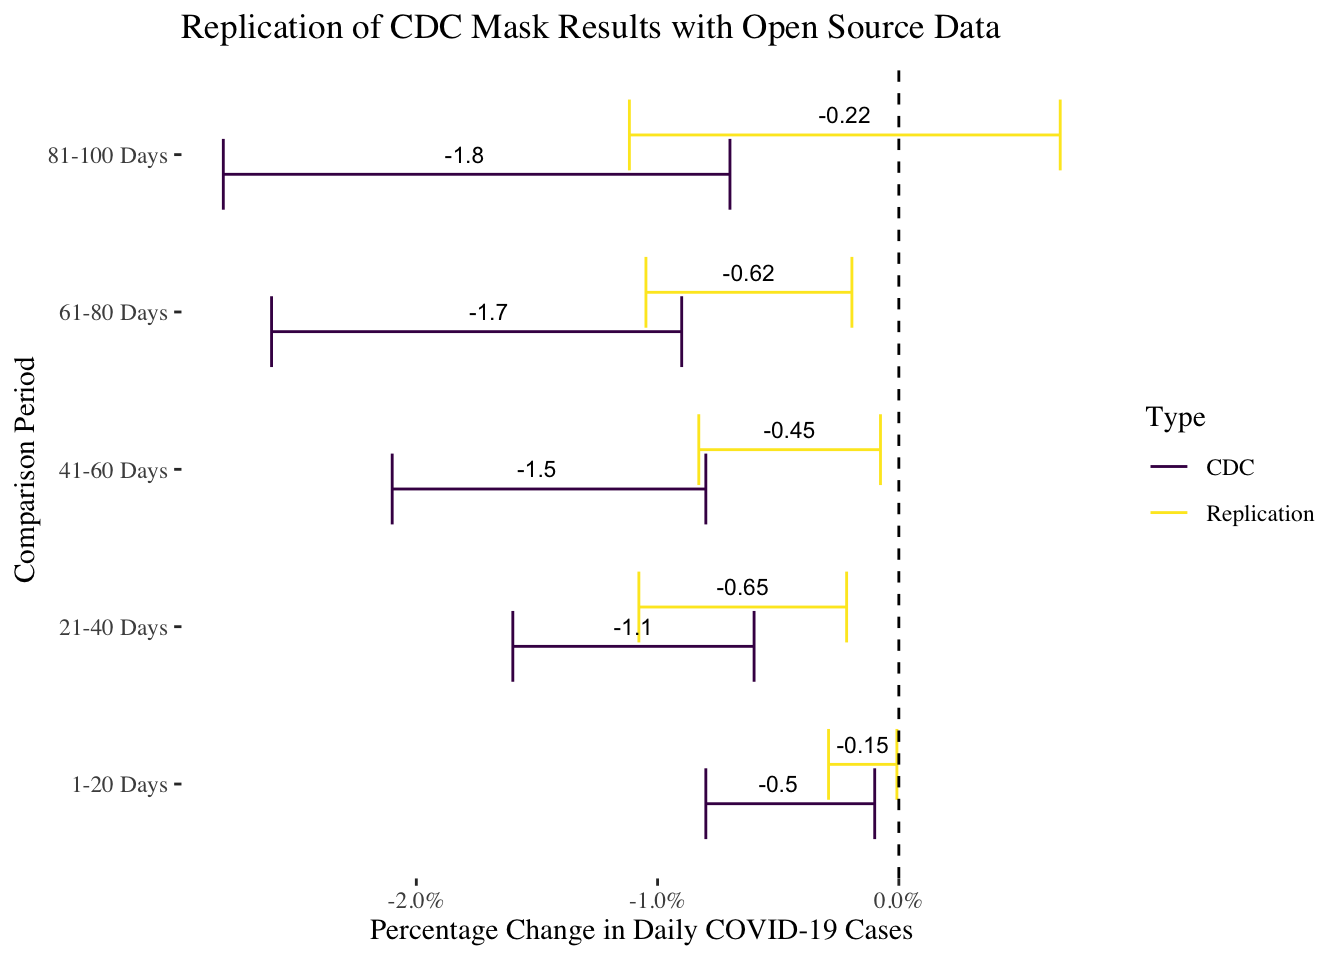 Replication of CDC Mask Results with Open Source Data
-0.22
81-100 Days
-1.8
-0.62
61-80 Days
-1.7
Comparison Period
-0.45
41-60 Days
-1.5
Type
CDC
Replication
-0.65
21-40 Days
-1.1
-0.15
1-20 Days
-0.5
-2.0% -1.0% 0.0%
Percentage Change in Daily COVID-19 Cases